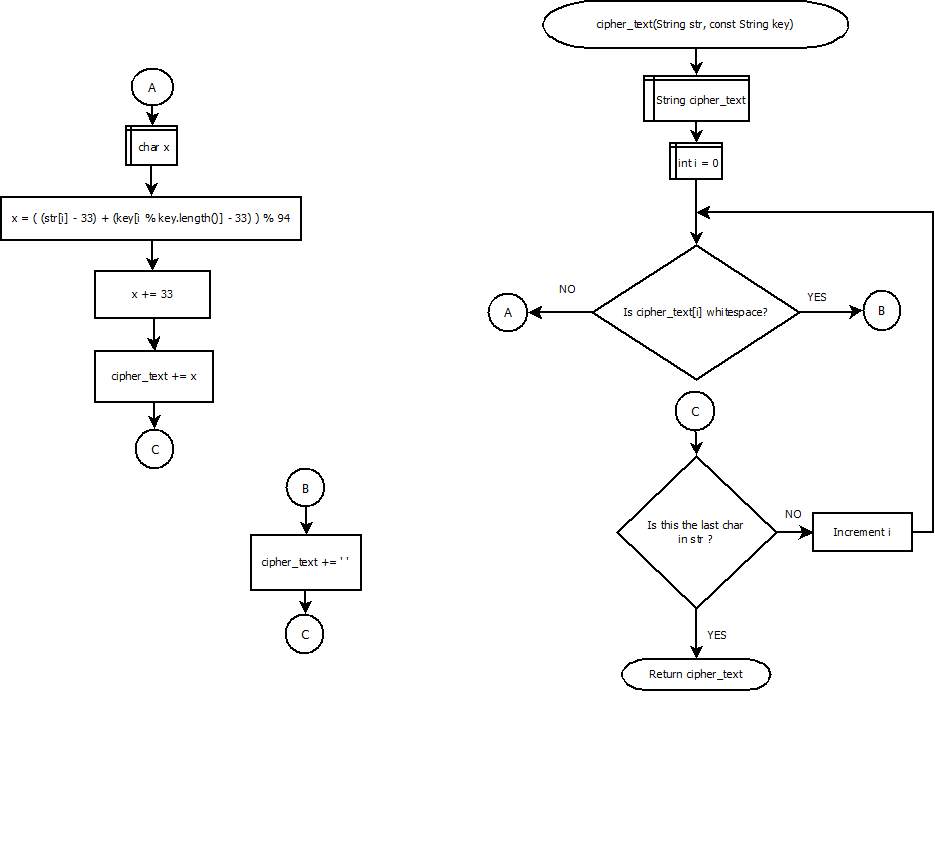 cipher_text(String str, const String key)
String cipher_text
int i = 0
Is cipher_text[i] whitespace?
NO
YES
A
B
C
Is this the last char
in str ?
NO
Increment i
YES
Return cipher_text
A
char x
x = ( (str[i] - 33) + (key[i % key.length()] - 33) ) % 94
x += 33
cipher_text += x
C
B
cipher_text += ' '
C